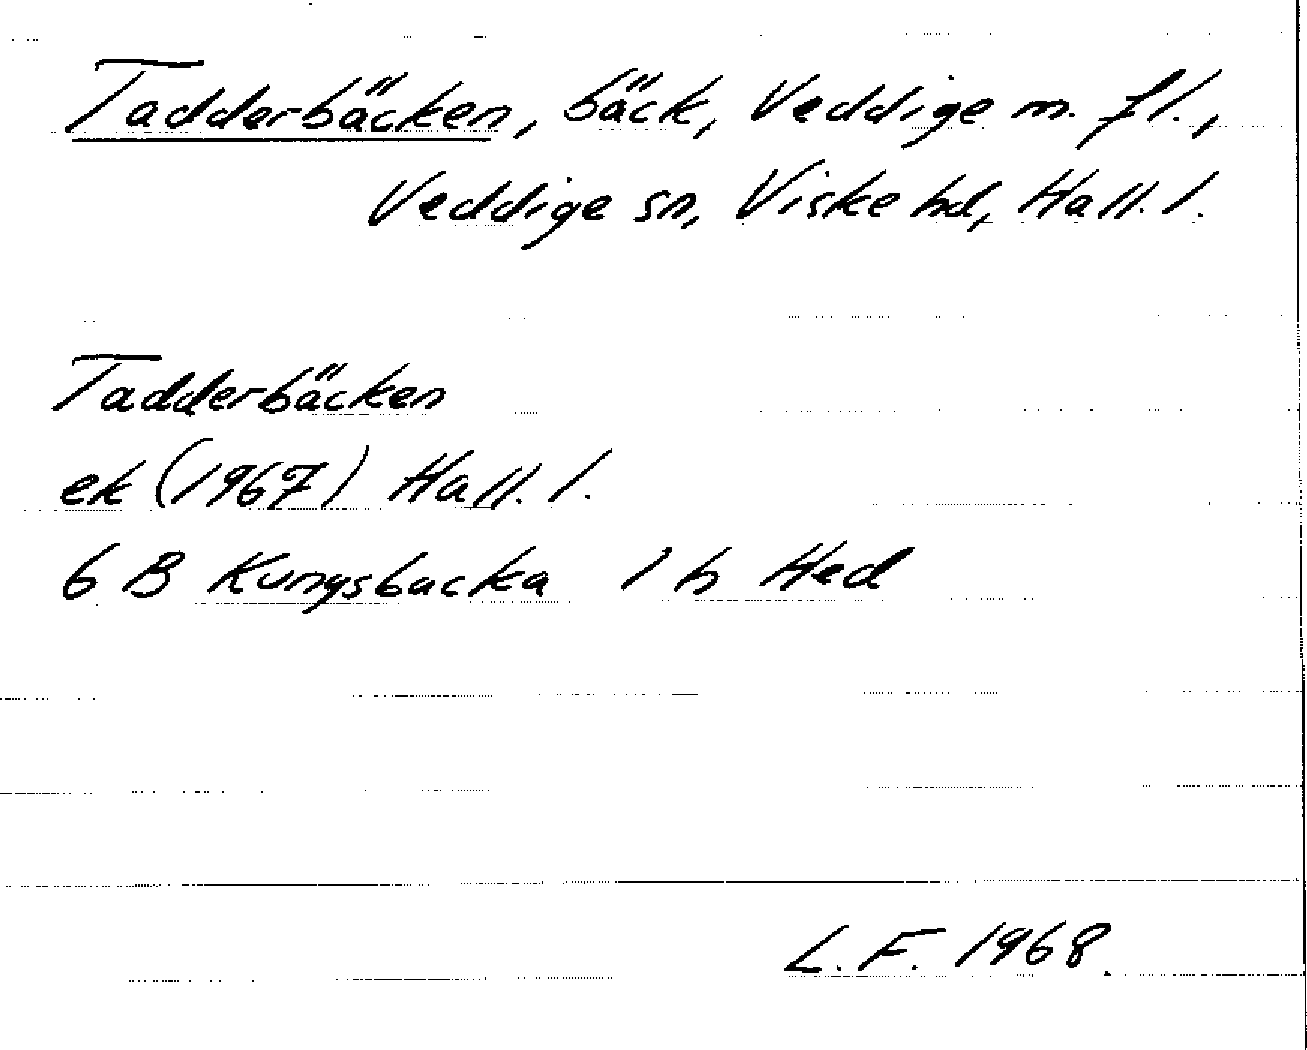 Tadderbäcken, bäck, Veddige m. fl.,
Veddige sn, Viske hd, Hall. l.
Tadderbäcken
ek (1967) Hall. l.
6 B Kungsbacka 1 h Hed
L. F. 1968.